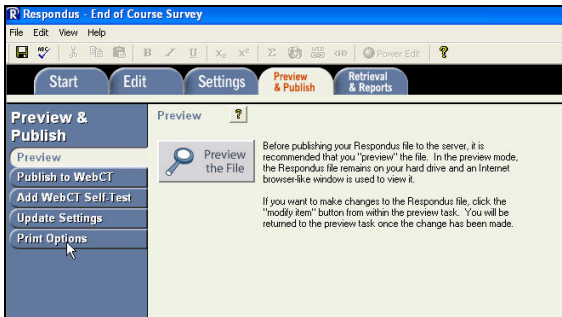 Respondus - End of Course Survey
File Edit View Help
ABC B I U X₂ X² Σ WEB Power Edit ?
Start Edit Settings Preview & Publish Retrieval & Reports
Preview & Publish
Preview
Publish to WebCT
Add WebCT Self-Test
Update Settings
Print Options
Preview ?
Preview the File
Before publishing your Respondus file to the server, it is
recommended that you "preview" the file. In the preview mode,
the Respondus file remains on your hard drive and an Internet
browser-like window is used to view it.
If you want to make changes to the Respondus file, click the
"modify item" button from within the preview task. You will be
returned to the preview task once the change has been made.